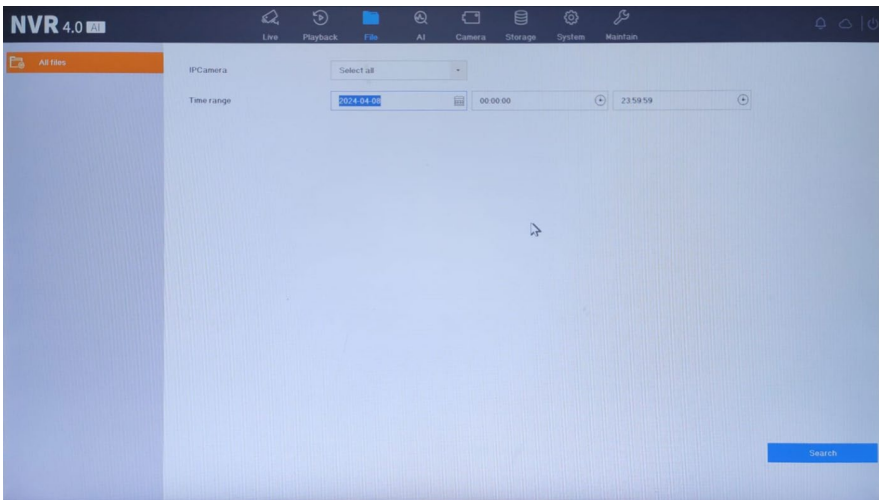 NVR 4.0 AI
Live Playback File AI Camera Storage System Maintain
All files
IPCamera Select all
Time range 2024-04-08 00:00:00 23:59:59
Search